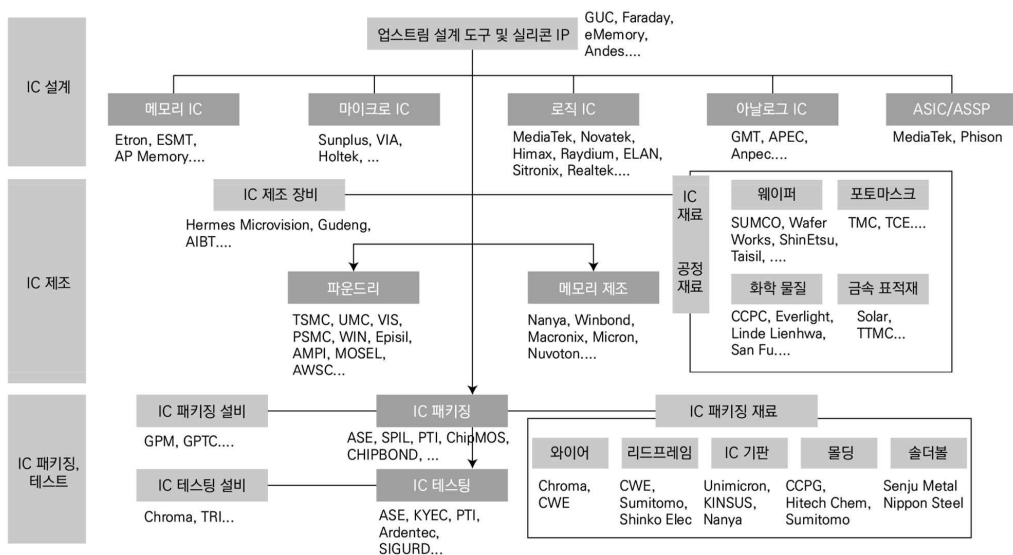 업스트림 설계 도구 및 실리콘 IP
GUC, Faraday,
eMemory,
Andes....
IC 설계
메모리 IC
Etron, ESMT,
AP Memory....
마이크로 IC
Sunplus, VIA,
Holtek, ...
로직 IC
MediaTek, Novatek,
Himax, Raydium, ELAN,
Sitronix, Realtek....
아날로그 IC
GMT, APEC,
Anpec....
ASIC/ASSP
MediaTek, Phison
IC 제조
IC 제조 장비
Hermes Microvision, Gudeng,
AIBT....
IC
재료
공정
재료
웨이퍼
SUMCO, Wafer
Works, ShinEtsu,
Taisil, ....
포토마스크
TMC, TCE....
화학 물질
CCPC, Everlight,
Linde Lienhwa,
San Fu....
금속 표적재
Solar,
TTMC...
파운드리
TSMC, UMC, VIS,
PSMC, WIN, Episil,
AMPI, MOSEL,
AWSC...
메모리 제조
Nanya, Winbond,
Macronix, Micron,
Nuvoton....
IC 패키징,
테스트
IC 패키징 설비
GPM, GPTC....
IC 패키징
ASE, SPIL, PTI, ChipMOS,
CHIPBOND, ...
IC 패키징 재료
와이어
Chroma,
CWE
리드프레임
CWE,
Sumitomo,
Shinko Elec
IC 기판
Unimicron,
KINSUS,
Nanya
몰딩
CCPG,
Hitech Chem,
Sumitomo
솔더볼
Senju Metal
Nippon Steel
IC 테스팅 설비
Chroma, TRI...
IC 테스팅
ASE, KYEC, PTI,
Ardentec,
SIGURD...